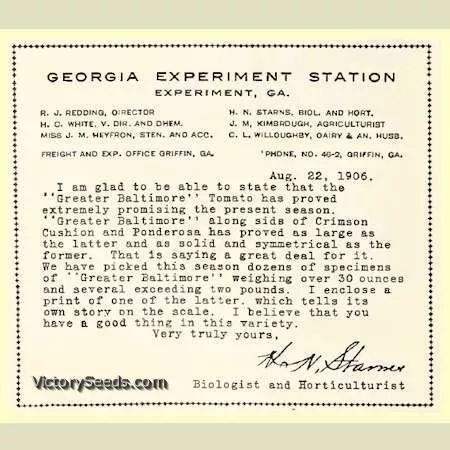 GEORGIA EXPERIMENT STATION
EXPERIMENT, GA.
R. J. REDDING, DIRECTOR
H. C. WHITE, V. DIR. AND CHEM.
MISS J. M. HEYFRON, STEN. AND ACC.
H. N. STARNS, BIOL. AND HORT.
J. M. KIMBROUGH, AGRICULTURIST
C. L. WILLOUGHBY, DAIRY & AN. HUSB.
FREIGHT AND EXP. OFFICE GRIFFIN, GA.
'PHONE, NO. 46-2, GRIFFIN, GA.
Aug. 22, 1906.
I am glad to be able to state that the
''Greater Baltimore'' Tomato has proved
extremely promising the present season.
''Greater Baltimore'' along side of Crimson
Cushion and Ponderosa has proved as large as
the latter and as solid and symmetrical as the
former. That is saying a great deal for it.
We have picked this season dozens of specimens
of ''Greater Baltimore'' weighing over 30 ounces
and several exceeding two pounds. I enclose a
print of one of the latter. which tells its
own story on the scale. I believe that you
have a good thing in this variety.
Very truly yours,
H. N. Starnes
Biologist and Horticulturist
VictorySeeds.com